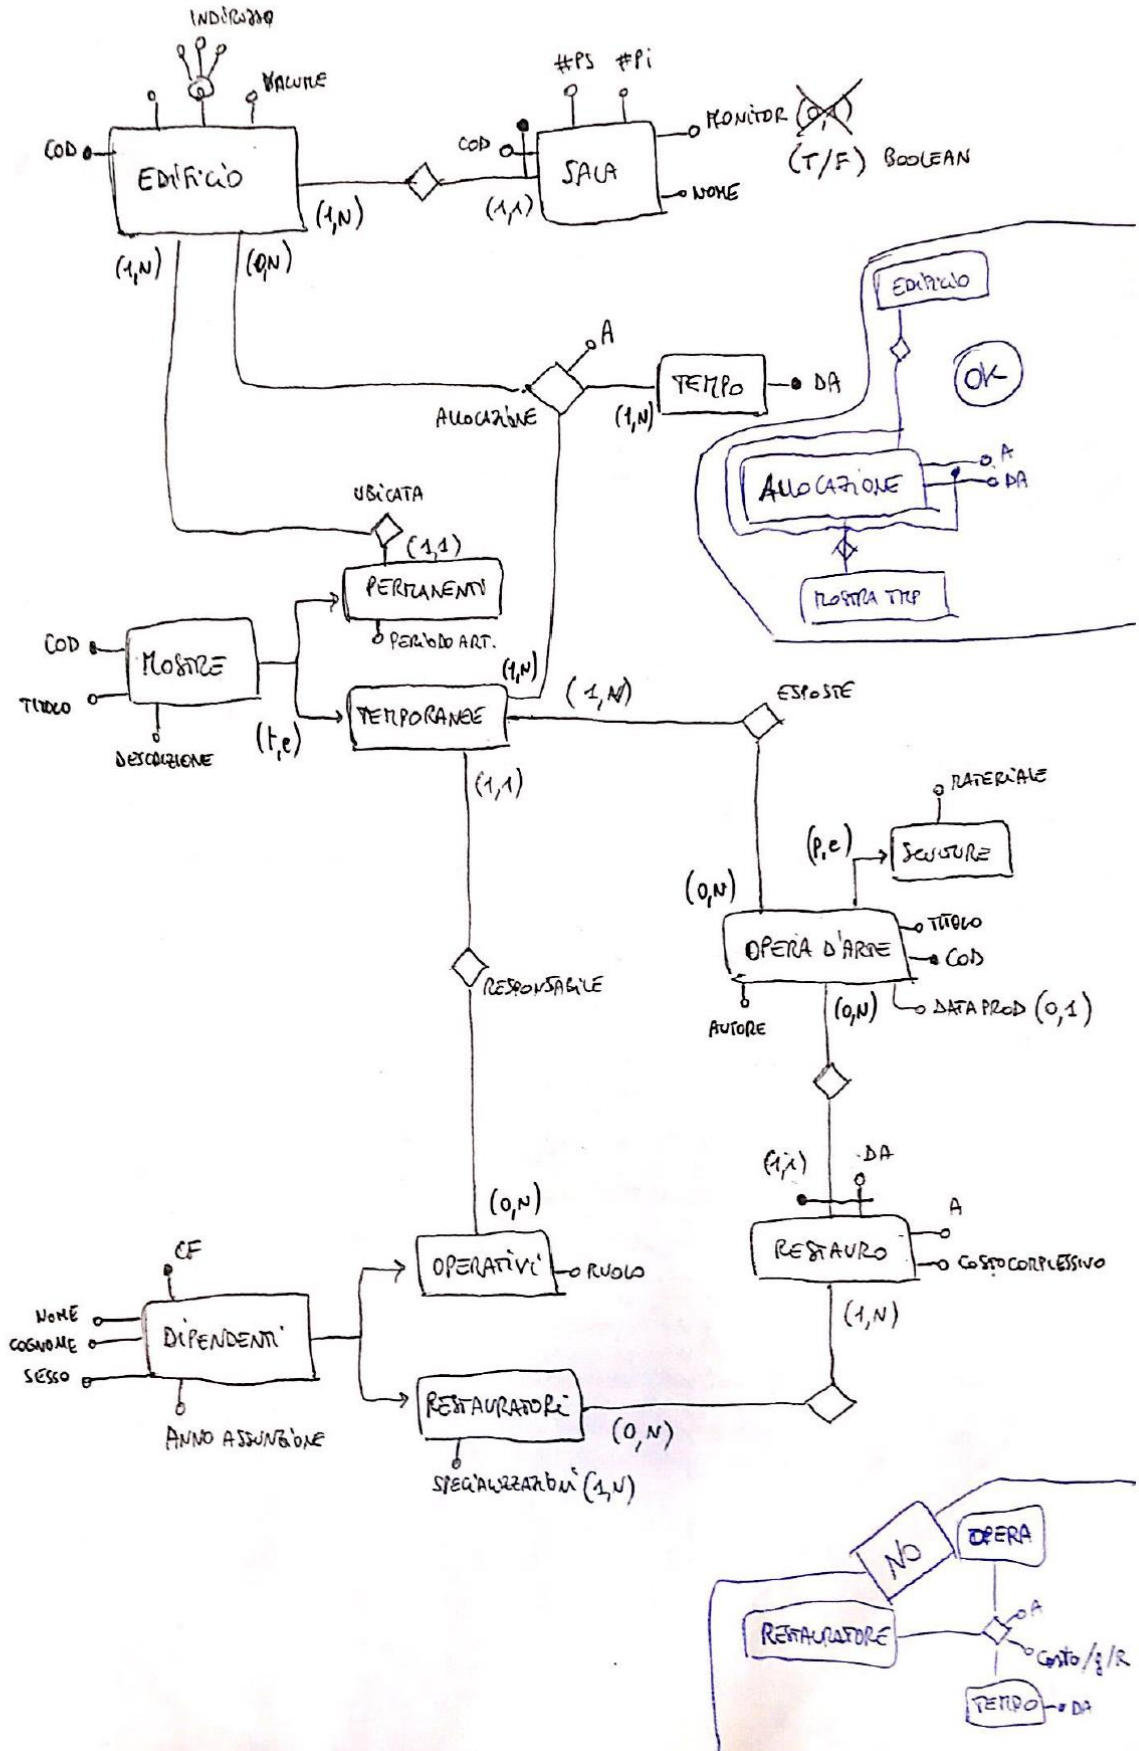 INDIRIZZO
VALORE
#PS #Pi
COD
EDIFICIO
COD
SALA
MONITOR (0,1)
(T/F) BOOLEAN
NOME
(1,N)
(1,1)
(1,N)
(0,N)
EDIFICIO
OK
A
TEMPO
DA
ALLOCAZIONE
(1,N)
ALLOCAZIONE
A
DA
MOSTRA TMP
UBICATA
(1,1)
PERMANENTI
PERIODO ART.
COD
MOSTRE
TITOLO
DESCRIZIONE
(t,e)
TEMPORANEE
(1,N)
(1,N)
ESPOSTE
(1,1)
MATERIALE
(p,e)
SCULTURE
(0,N)
OPERA D'ARTE
TITOLO
COD
AUTORE
(0,N)
DATA PROD (0,1)
RESPONSABILE
(1,1)
DA
(0,N)
RESTAURO
A
COSTO COMPLESSIVO
CF
OPERATIVI
RUOLO
(1,N)
NOME
COGNOME
SESSO
DIPENDENTI
ANNO ASSUNZIONE
RESTAURATORI
(0,N)
SPECIALIZZAZIONI (1,N)
NO
OPERA
RESTAURATORE
A
Costo/g/R
TEMPO
DA